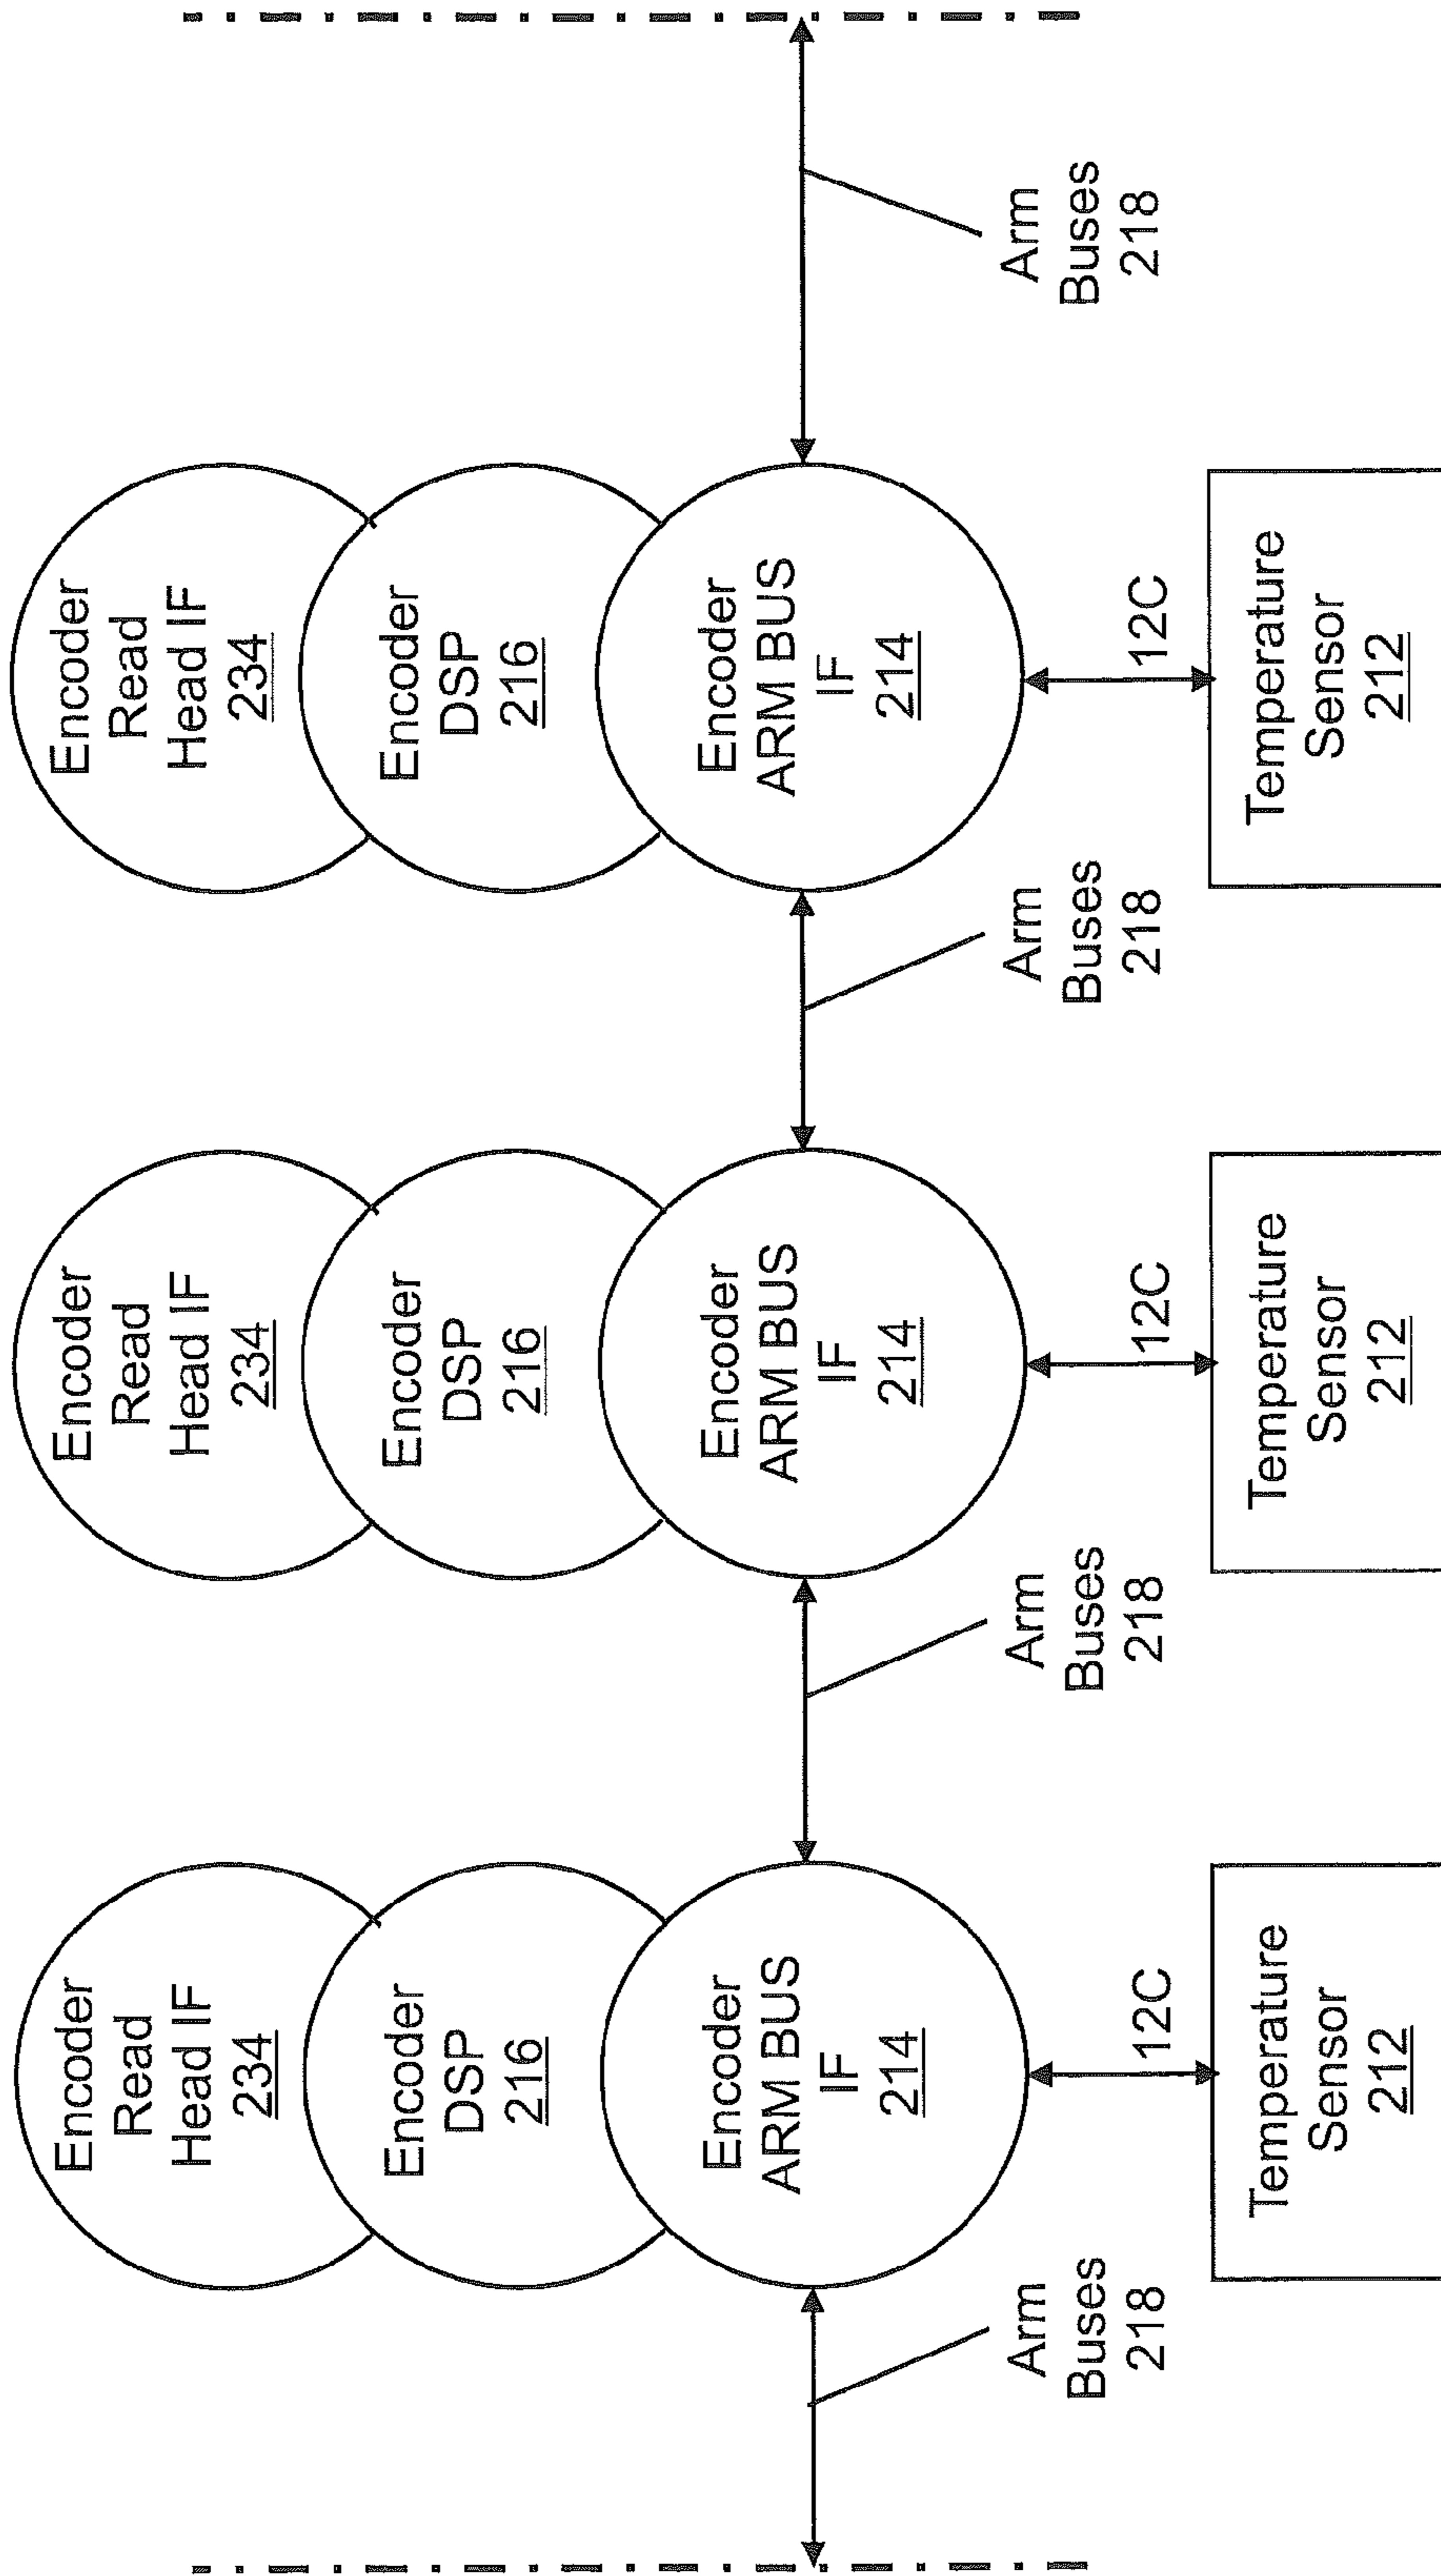 Encoder
Read
Head IF
234
Encoder
DSP
216
Encoder
ARM BUS
IF
214
Arm
Buses
218
12C
Temperature
Sensor
212
Encoder
Read
Head IF
234
Encoder
DSP
216
Encoder
ARM BUS
IF
214
Arm
Buses
218
12C
Temperature
Sensor
212
Encoder
Read
Head IF
234
Encoder
DSP
216
Encoder
ARM BUS
IF
214
Arm
Buses
218
12C
Temperature
Sensor
212
Arm
Buses
218